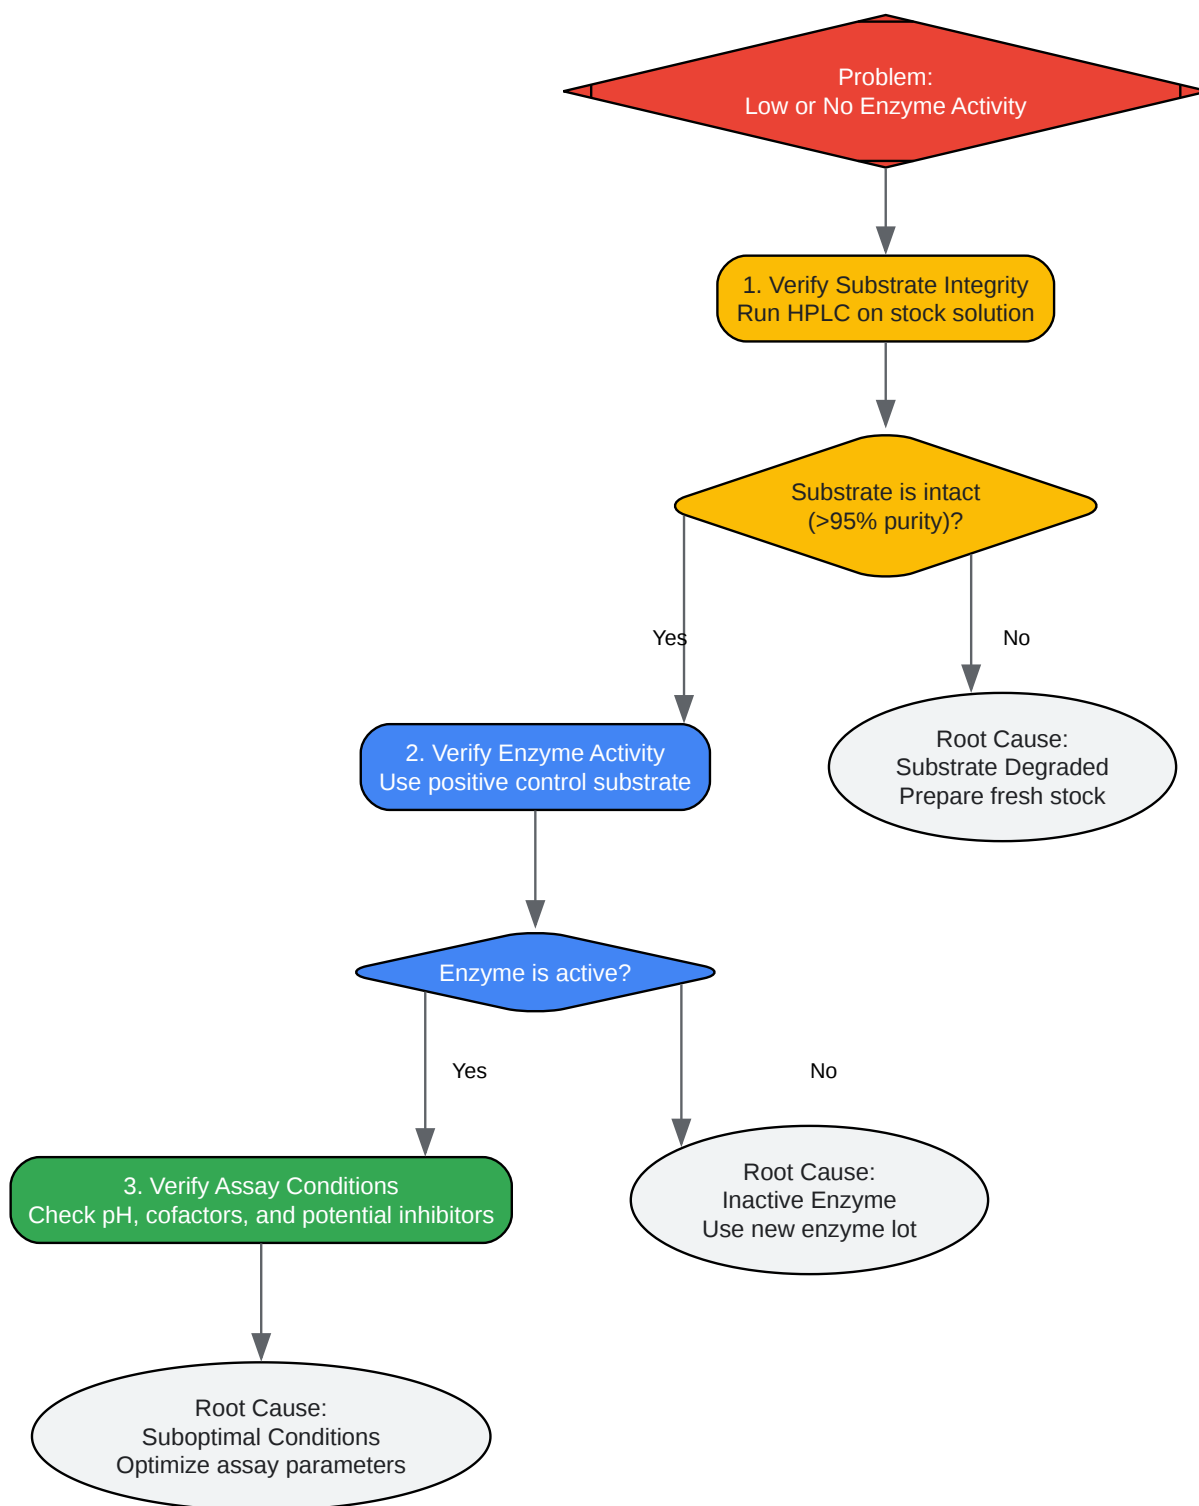 Problem:
Low or No Enzyme Activity
1. Verify Substrate Integrity
Run HPLC on stock solution
Substrate is intact
(>95% purity)?
Yes
No
2. Verify Enzyme Activity
Use positive control substrate
Root Cause:
Substrate Degraded
Prepare fresh stock
Enzyme is active?
Yes
No
3. Verify Assay Conditions
Check pH, cofactors, and potential inhibitors
Root Cause:
Inactive Enzyme
Use new enzyme lot
Root Cause:
Suboptimal Conditions
Optimize assay parameters